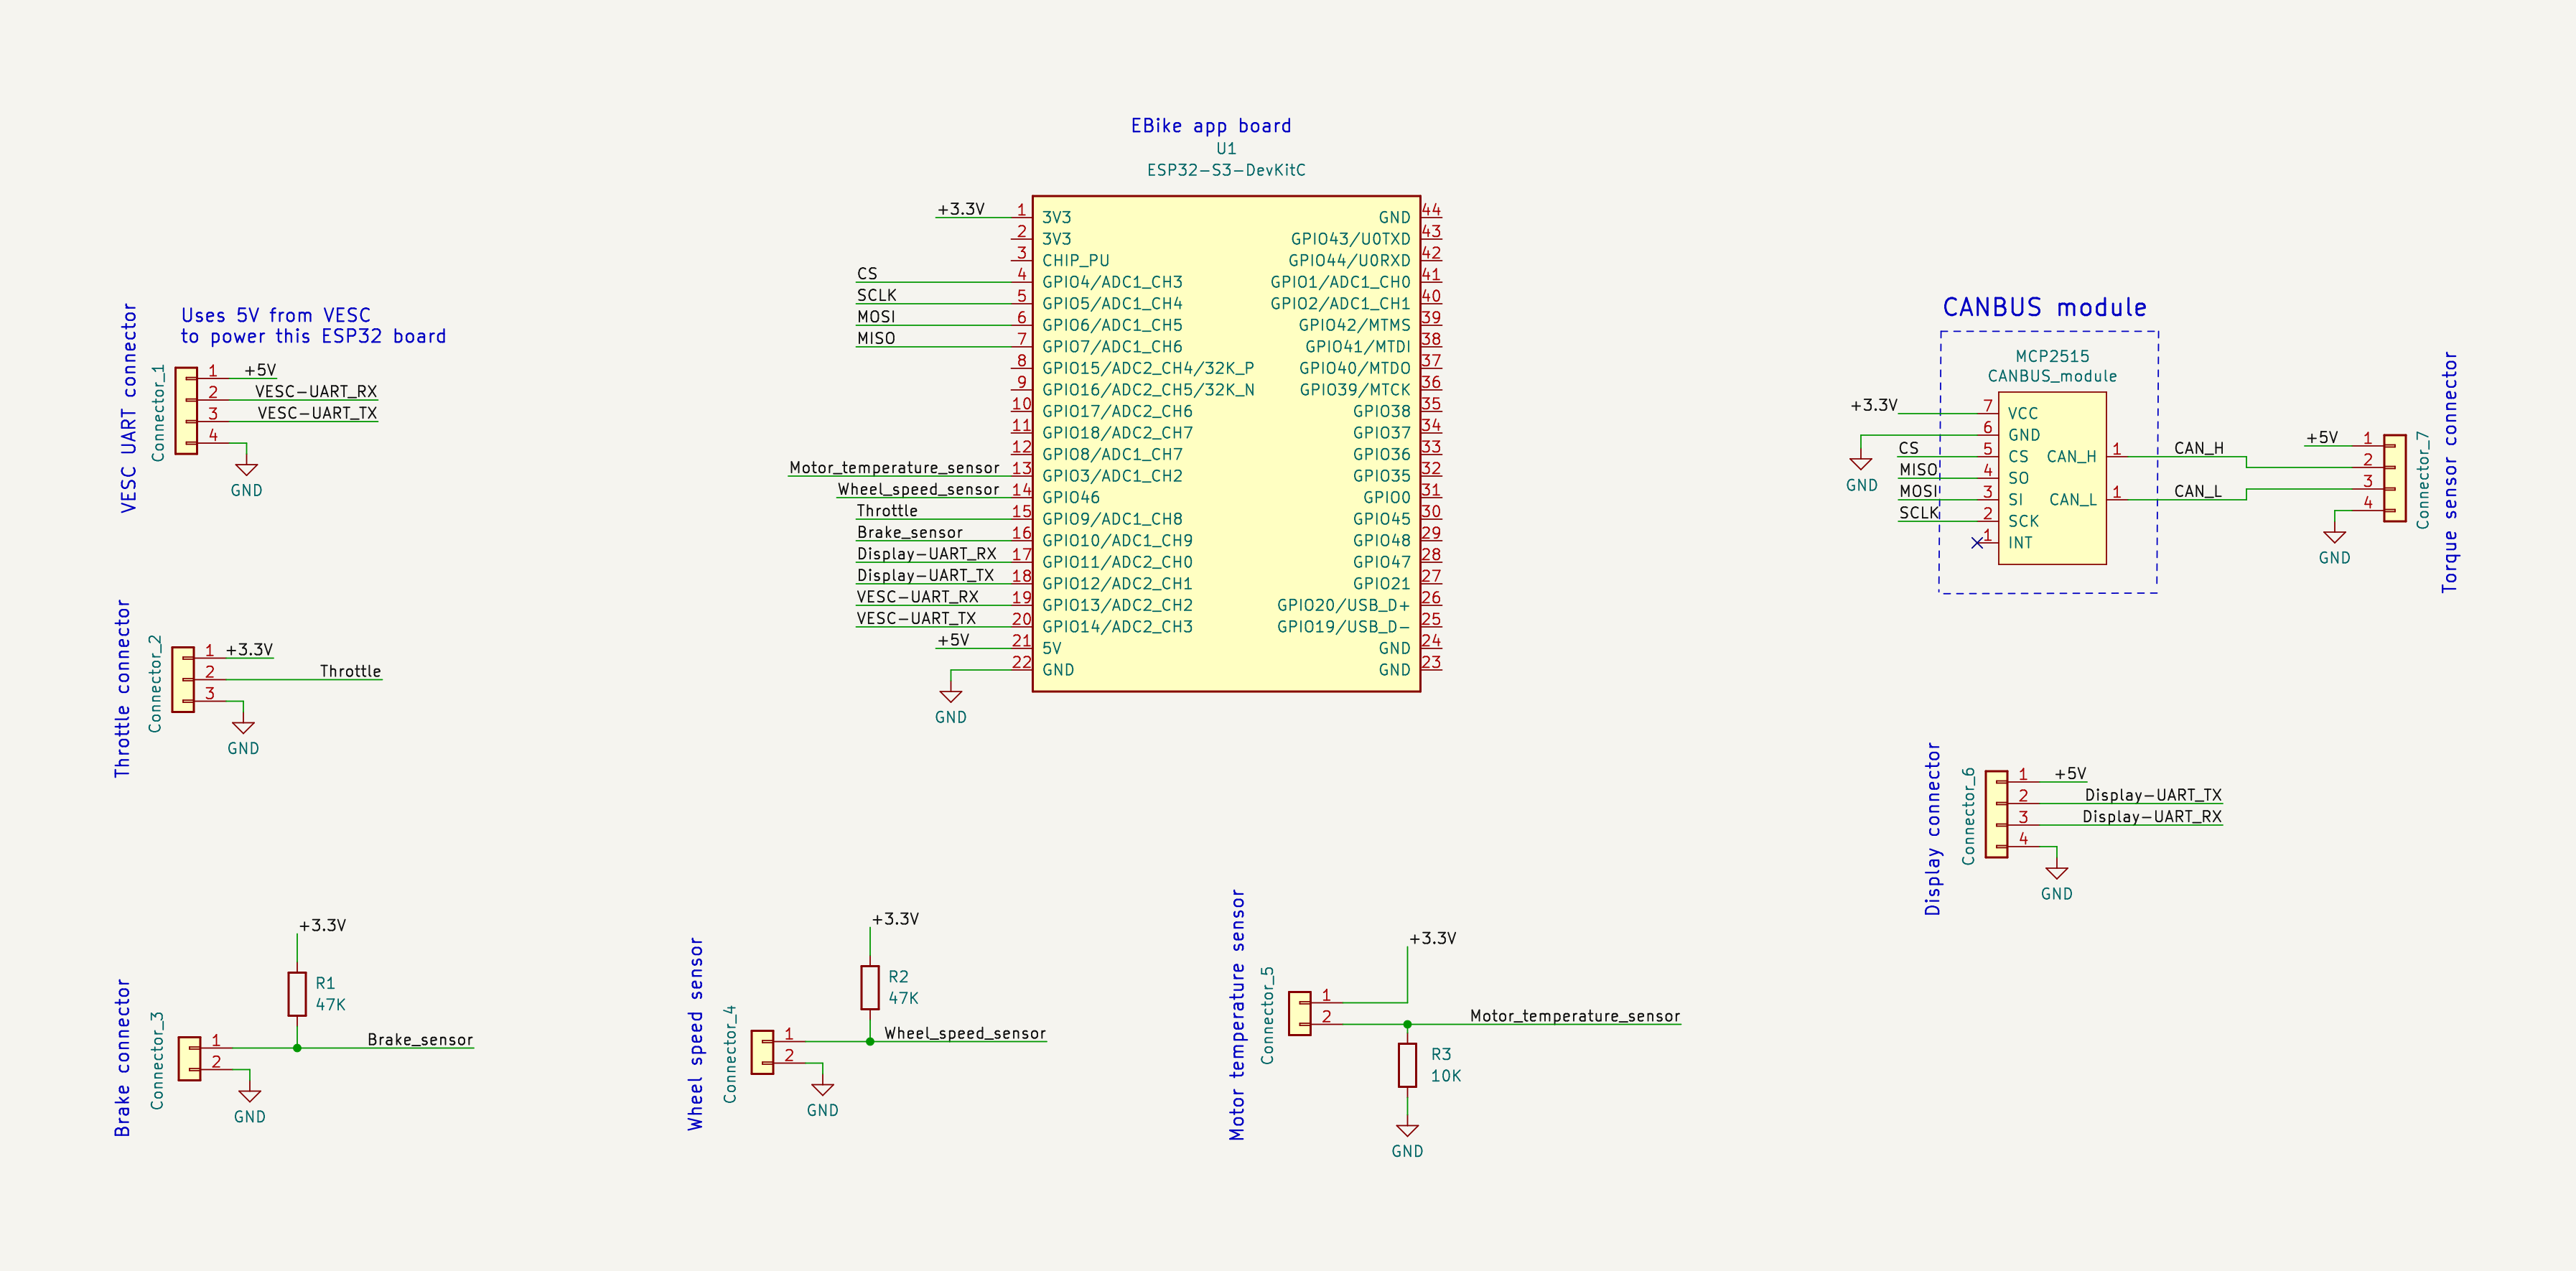 EBike app board
U1
ESP32-S3-DevKitC
+3.3V
1
3V3
2
3V3
3
CHIP_PU
CS
4
GPIO4/ADC1_CH3
SCLK
5
GPIO5/ADC1_CH4
MOSI
6
GPIO6/ADC1_CH5
MISO
7
GPIO7/ADC1_CH6
8
GPIO15/ADC2_CH4/32K_P
9
GPIO16/ADC2_CH5/32K_N
10
GPIO17/ADC2_CH6
11
GPIO18/ADC2_CH7
12
GPIO8/ADC1_CH7
Motor_temperature_sensor
13
GPIO3/ADC1_CH2
Wheel_speed_sensor
14
GPIO46
Throttle
15
GPIO9/ADC1_CH8
Brake_sensor
16
GPIO10/ADC1_CH9
Display-UART_RX
17
GPIO11/ADC2_CH0
Display-UART_TX
18
GPIO12/ADC2_CH1
VESC-UART_RX
19
GPIO13/ADC2_CH2
VESC-UART_TX
20
GPIO14/ADC2_CH3
+5V
21
5V
22
GND
GND
GND
44
GPIO43/U0TXD
43
GPIO44/U0RXD
42
GPIO1/ADC1_CH0
41
GPIO2/ADC1_CH1
40
GPIO42/MTMS
39
GPIO41/MTDI
38
GPIO40/MTDO
37
GPIO39/MTCK
36
GPIO38
35
GPIO37
34
GPIO36
33
GPIO35
32
GPIO0
31
GPIO45
30
GPIO48
29
GPIO47
28
GPIO21
27
GPIO20/USB_D+
26
GPIO19/USB_D-
25
GND
24
GND
23
VESC UART connector
Connector_1
Uses 5V from VESC
to power this ESP32 board
1
+5V
2
VESC-UART_RX
3
VESC-UART_TX
4
GND
Throttle connector
Connector_2
1
+3.3V
2
Throttle
3
GND
Brake connector
Connector_3
+3.3V
R1
47K
1
Brake_sensor
2
GND
Wheel speed sensor
Connector_4
+3.3V
R2
47K
1
Wheel_speed_sensor
2
GND
Motor temperature sensor
Connector_5
+3.3V
1
2
Motor_temperature_sensor
R3
10K
GND
CANBUS module
MCP2515
CANBUS_module
+3.3V
7
VCC
6
GND
GND
CS
5
CS
MISO
4
SO
MOSI
3
SI
SCLK
2
SCK
1
INT
CAN_H
1
CAN_H
CAN_L
1
CAN_L
+5V
1
2
3
4
GND
Connector_7
Torque sensor connector
Display connector
Connector_6
1
+5V
2
Display-UART_TX
3
Display-UART_RX
4
GND